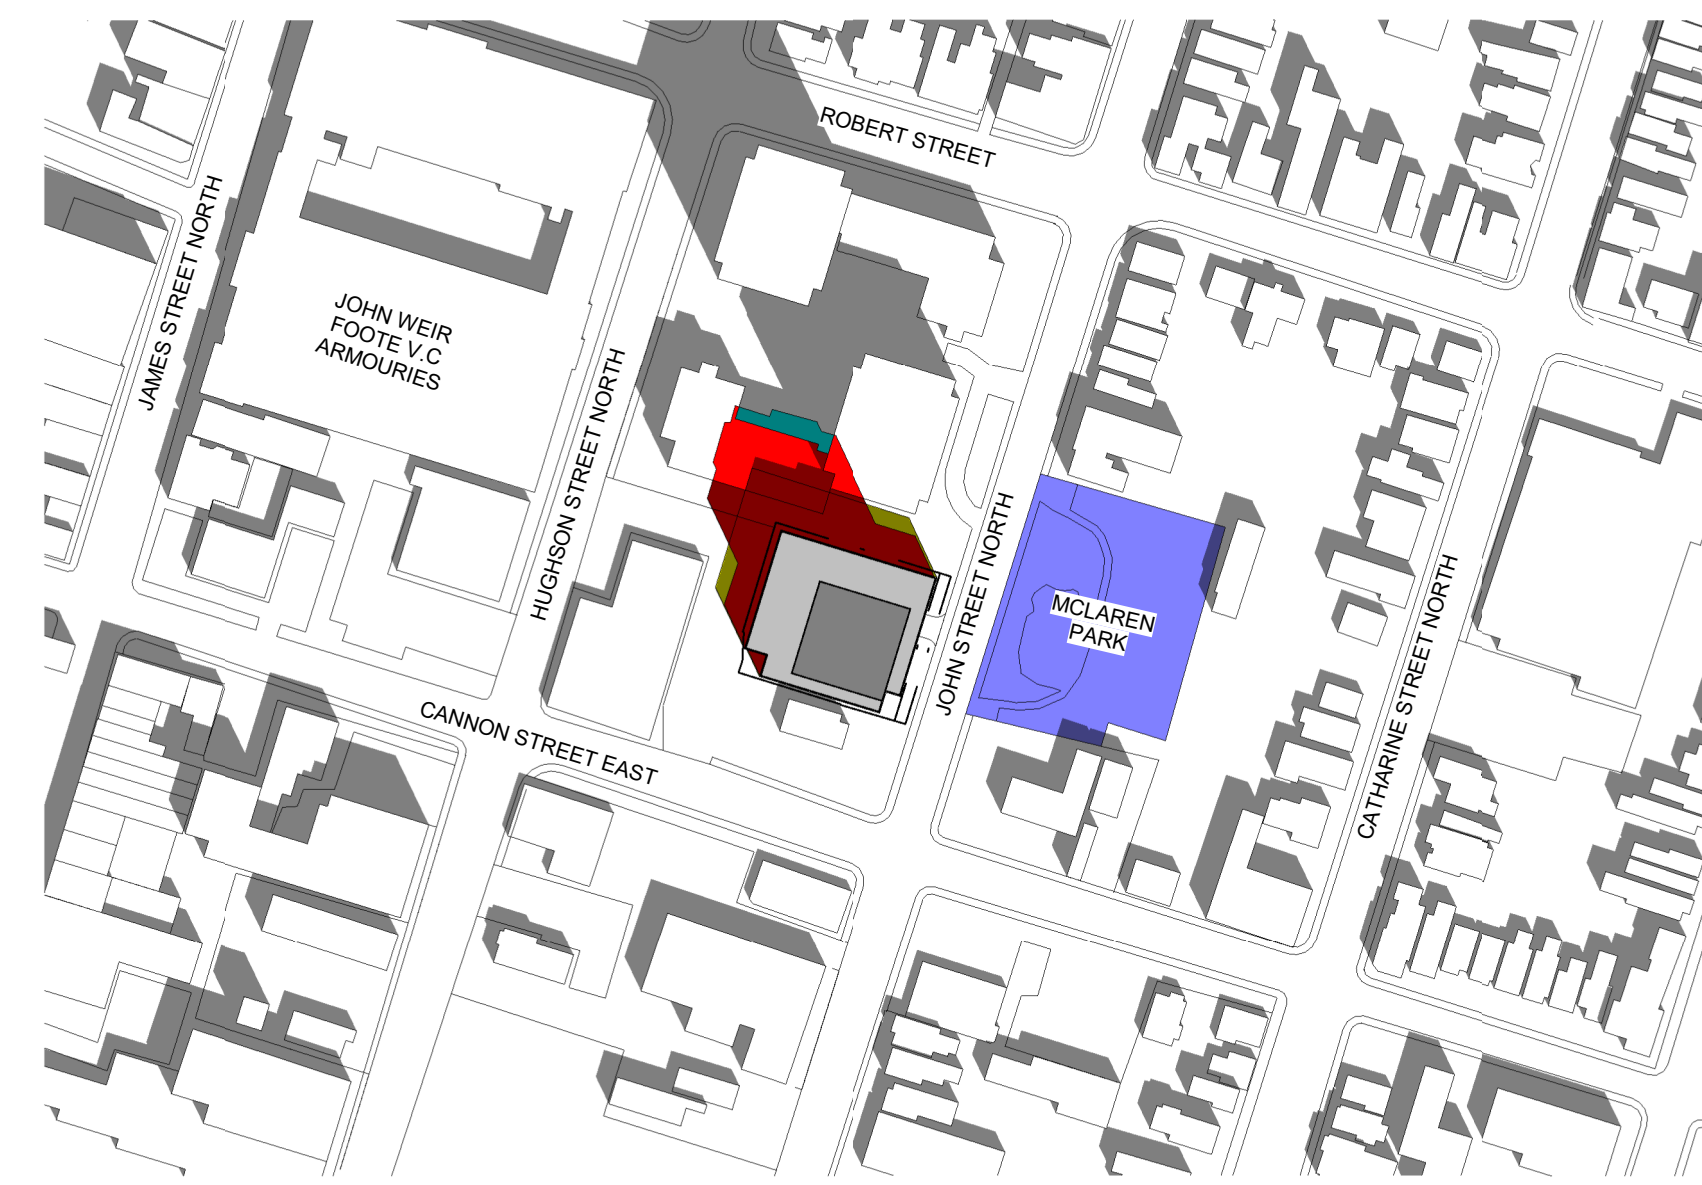 ROBERT STREET
JAMES STREET NORTH
JOHN WEIR
FOOTE V.C
ARMOURIES
HUGHSON STREET NORTH
JOHN STREET NORTH
MCLAREN
PARK
CATHARINE STREET NORTH
CANNON STREET EAST